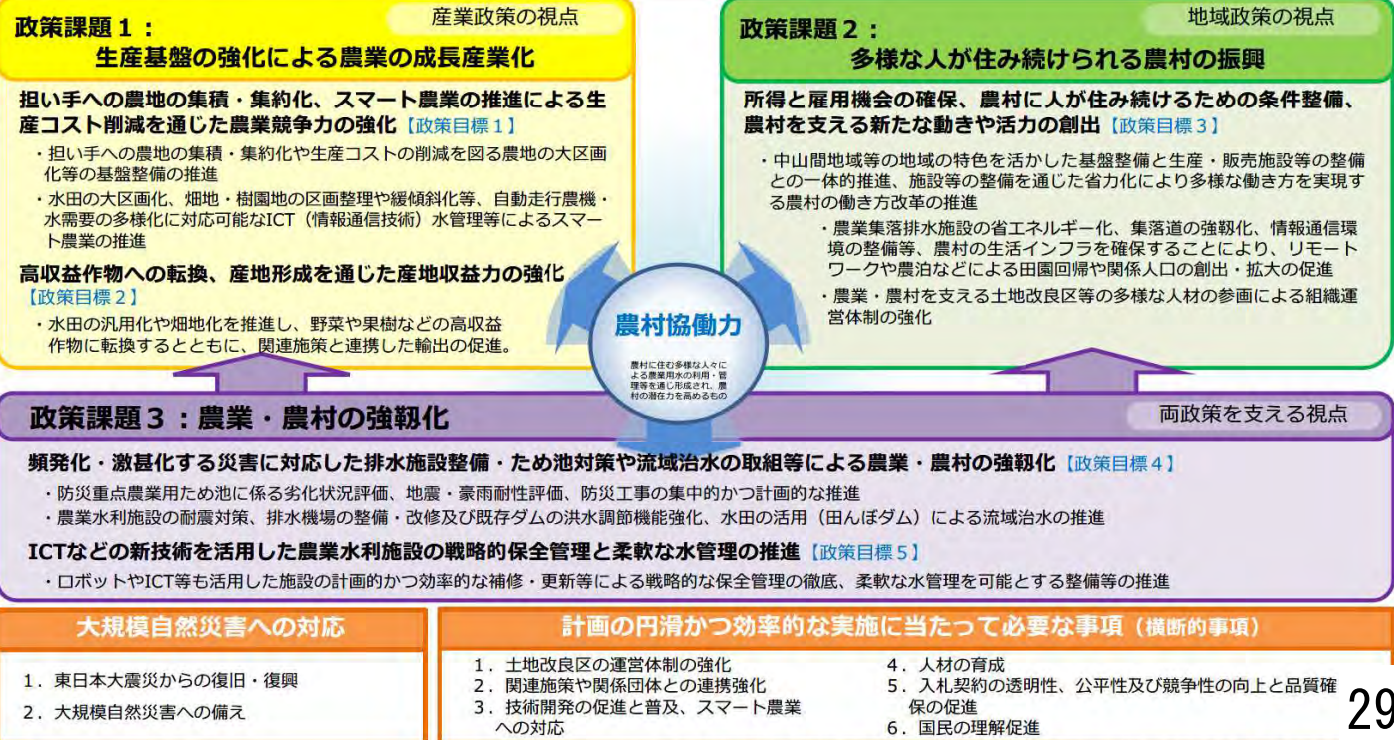 政策課題１：
産業政策の視点
生産基盤の強化による農業の成長産業化
担い手への農地の集積・集約化、スマート農業の推進による生
産コスト削減を通じた農業競争力の強化【政策目標１】
・担い手への農地の集積・集約化や生産コストの削減を図る農地の大区画
化等の基盤整備の推進
・水田の大区画化、畑地・樹園地の区画整理や緩傾斜化等、自動走行農機・
水需要の多様化に対応可能なICT（情報通信技術）水管理等によるスマー
ト農業の推進
高収益作物への転換、産地形成を通じた産地収益力の強化
【政策目標２】
・水田の汎用化や畑地化を推進し、野菜や果樹などの高収益
作物に転換するとともに、関連施策と連携した輸出の促進。
政策課題２：
地域政策の視点
多様な人が住み続けられる農村の振興
所得と雇用機会の確保、農村に人が住み続けるための条件整備、
農村を支える新たな動きや活力の創出【政策目標３】
・中山間地域等の地域の特色を活かした基盤整備と生産・販売施設等の整備
との一体的推進、施設等の整備を通じた省力化により多様な働き方を実現す
る農村の働き方改革の推進
・農業集落排水施設の省エネルギー化、集落道の強靱化、情報通信環
境の整備等、農村の生活インフラを確保することにより、リモート
ワークや農泊などによる田園回帰や関係人口の創出・拡大の促進
・農業・農村を支える土地改良区等の多様な人材の参画による組織運
営体制の強化
農村協働力
農村に住む多様な人々に
よる農業用水の利用・管
理等を通じ形成され、農
村の潜在力を高めるもの
政策課題３：農業・農村の強靱化
両政策を支える視点
頻発化・激甚化する災害に対応した排水施設整備・ため池対策や流域治水の取組等による農業・農村の強靱化【政策目標４】
・防災重点農業用ため池に係る劣化状況評価、地震・豪雨耐性評価、防災工事の集中的かつ計画的な推進
・農業水利施設の耐震対策、排水機場の整備・改修及び既存ダムの洪水調節機能強化、水田の活用（田んぼダム）による流域治水の推進
ICTなどの新技術を活用した農業水利施設の戦略的保全管理と柔軟な水管理の推進【政策目標５】
・ロボットやICT等も活用した施設の計画的かつ効率的な補修・更新等による戦略的な保全管理の徹底、柔軟な水管理を可能とする整備等の推進
大規模自然災害への対応
１．東日本大震災からの復旧・復興
２．大規模自然災害への備え
計画の円滑かつ効率的な実施に当たって必要な事項（横断的事項）
１．土地改良区の運営体制の強化
２．関連施策や関係団体との連携強化
３．技術開発の促進と普及、スマート農業
への対応
４．人材の育成
５．入札契約の透明性、公平性及び競争性の向上と品質確
保の促進
６．国民の理解促進
29